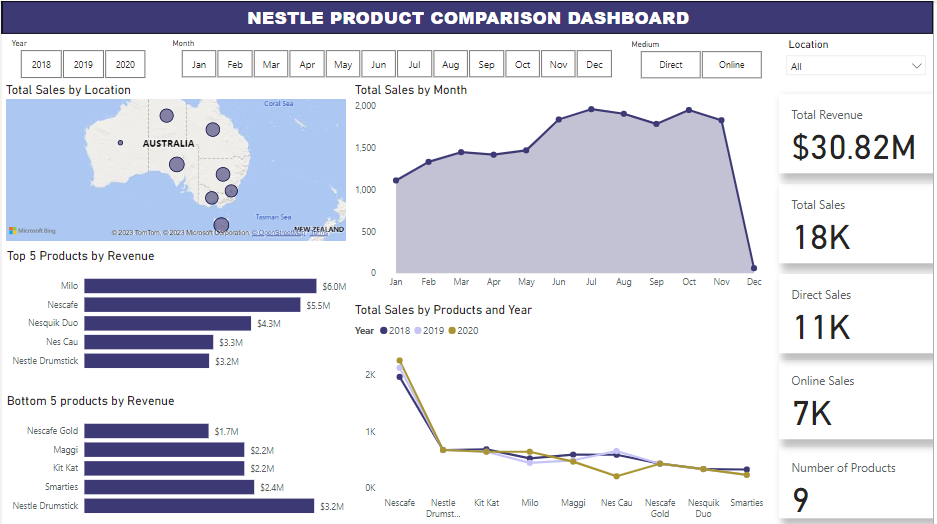 NESTLE PRODUCT COMPARISON DASHBOARD
Year
2018 2019 2020
Month
Jan Feb Mar Apr May Jun Jul Aug Sep Oct Nov Dec
Medium
Direct Online
Location
All
Total Sales by Location
Coral Sea
AUSTRALIA
Tasman Sea
NEW ZEALAND
Microsoft Bing
© 2023 TomTom, © 2023 Microsoft Corporation, © OpenStreetMap Terms
Total Sales by Month
2,000
1,500
1,000
500
0
Jan Feb Mar Apr May Jun Jul Aug Sep Oct Nov Dec
Total Revenue
$30.82M
Total Sales
18K
Direct Sales
11K
Online Sales
7K
Number of Products
9
Top 5 Products by Revenue
Milo $6.0M
Nescafe $5.5M
Nesquik Duo $4.3M
Nes Cau $3.3M
Nestle Drumstick $3.2M
Bottom 5 products by Revenue
Nescafe Gold $1.7M
Maggi $2.2M
Kit Kat $2.2M
Smarties $2.4M
Nestle Drumstick $3.2M
Total Sales by Products and Year
Year 2018 2019 2020
2K
1K
0K
Nescafe Nestle Kit Kat Milo Maggi Nes Cau Nescafe Nesquik Smarties
Drumst... Gold Duo